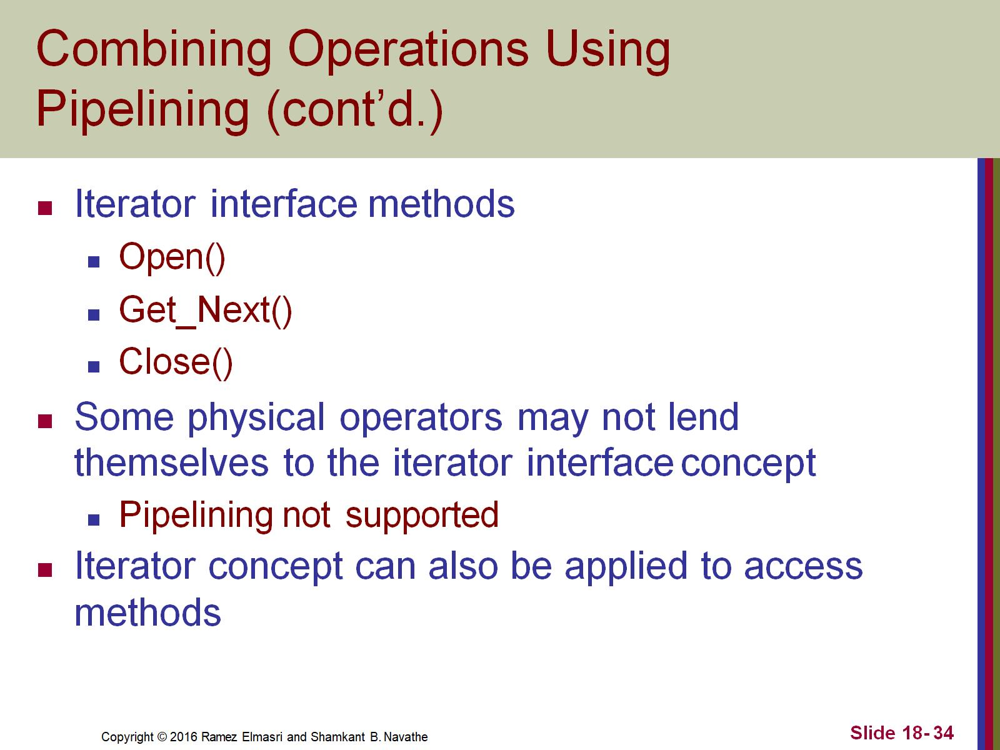 Combining Operations Using
Pipelining (cont’d.)
Iterator interface methods
Open()
Get_Next()
Close()
Some physical operators may not lend
themselves to the iterator interface concept
Pipelining not supported
Iterator concept can also be applied to access
methods
Copyright © 2016 Ramez Elmasri and Shamkant B. Navathe
Slide 18- 34